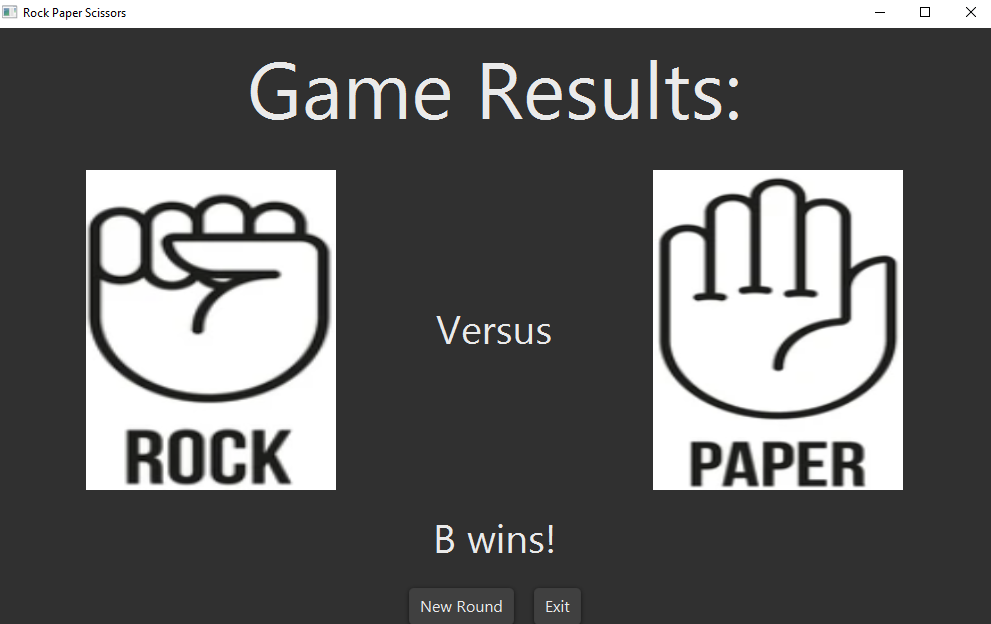 Rock Paper Scissors
Game Results:
Versus
ROCK
PAPER
B wins!
New Round
Exit